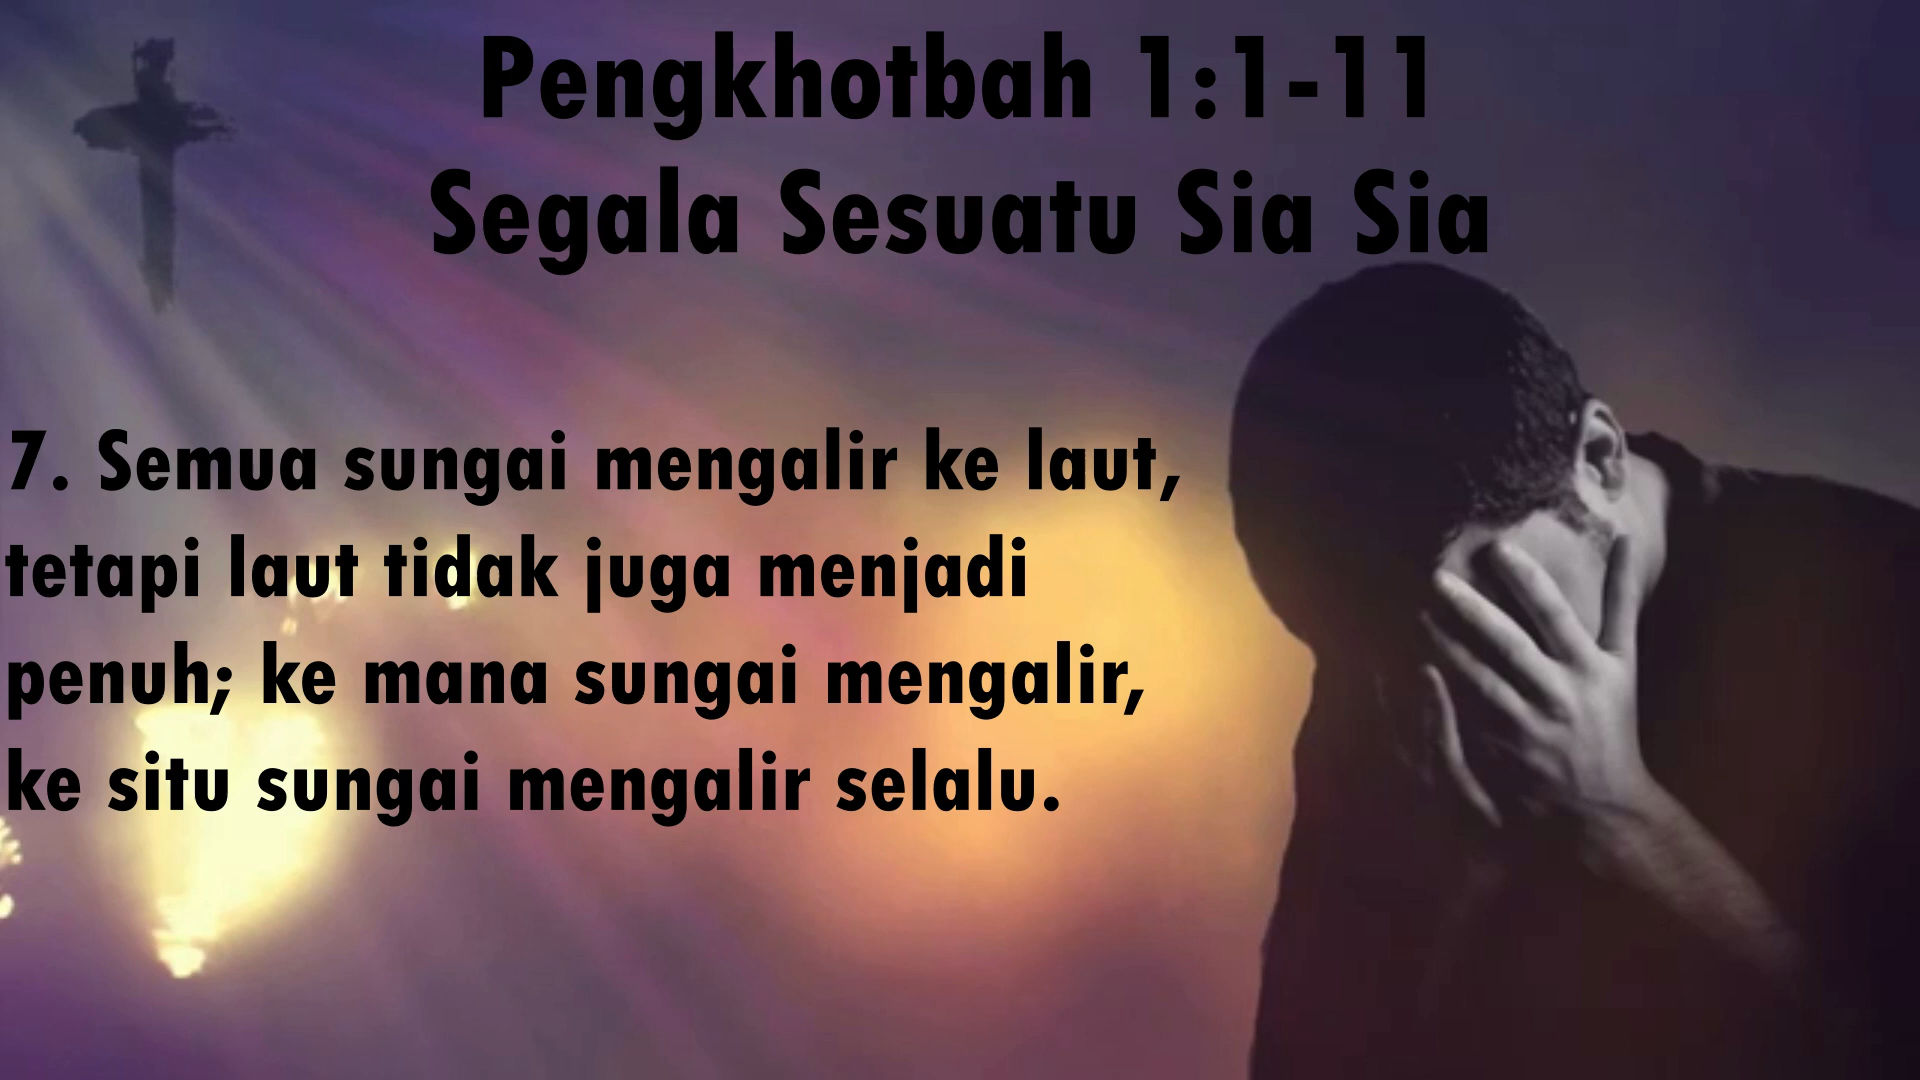 Pengkhotbah 1:1-11
Segala Sesuatu Sia Sia
7. Semua sungai mengalir ke laut,
tetapi laut tidak juga menjadi
penuh; ke mana sungai mengalir,
ke situ sungai mengalir selalu.